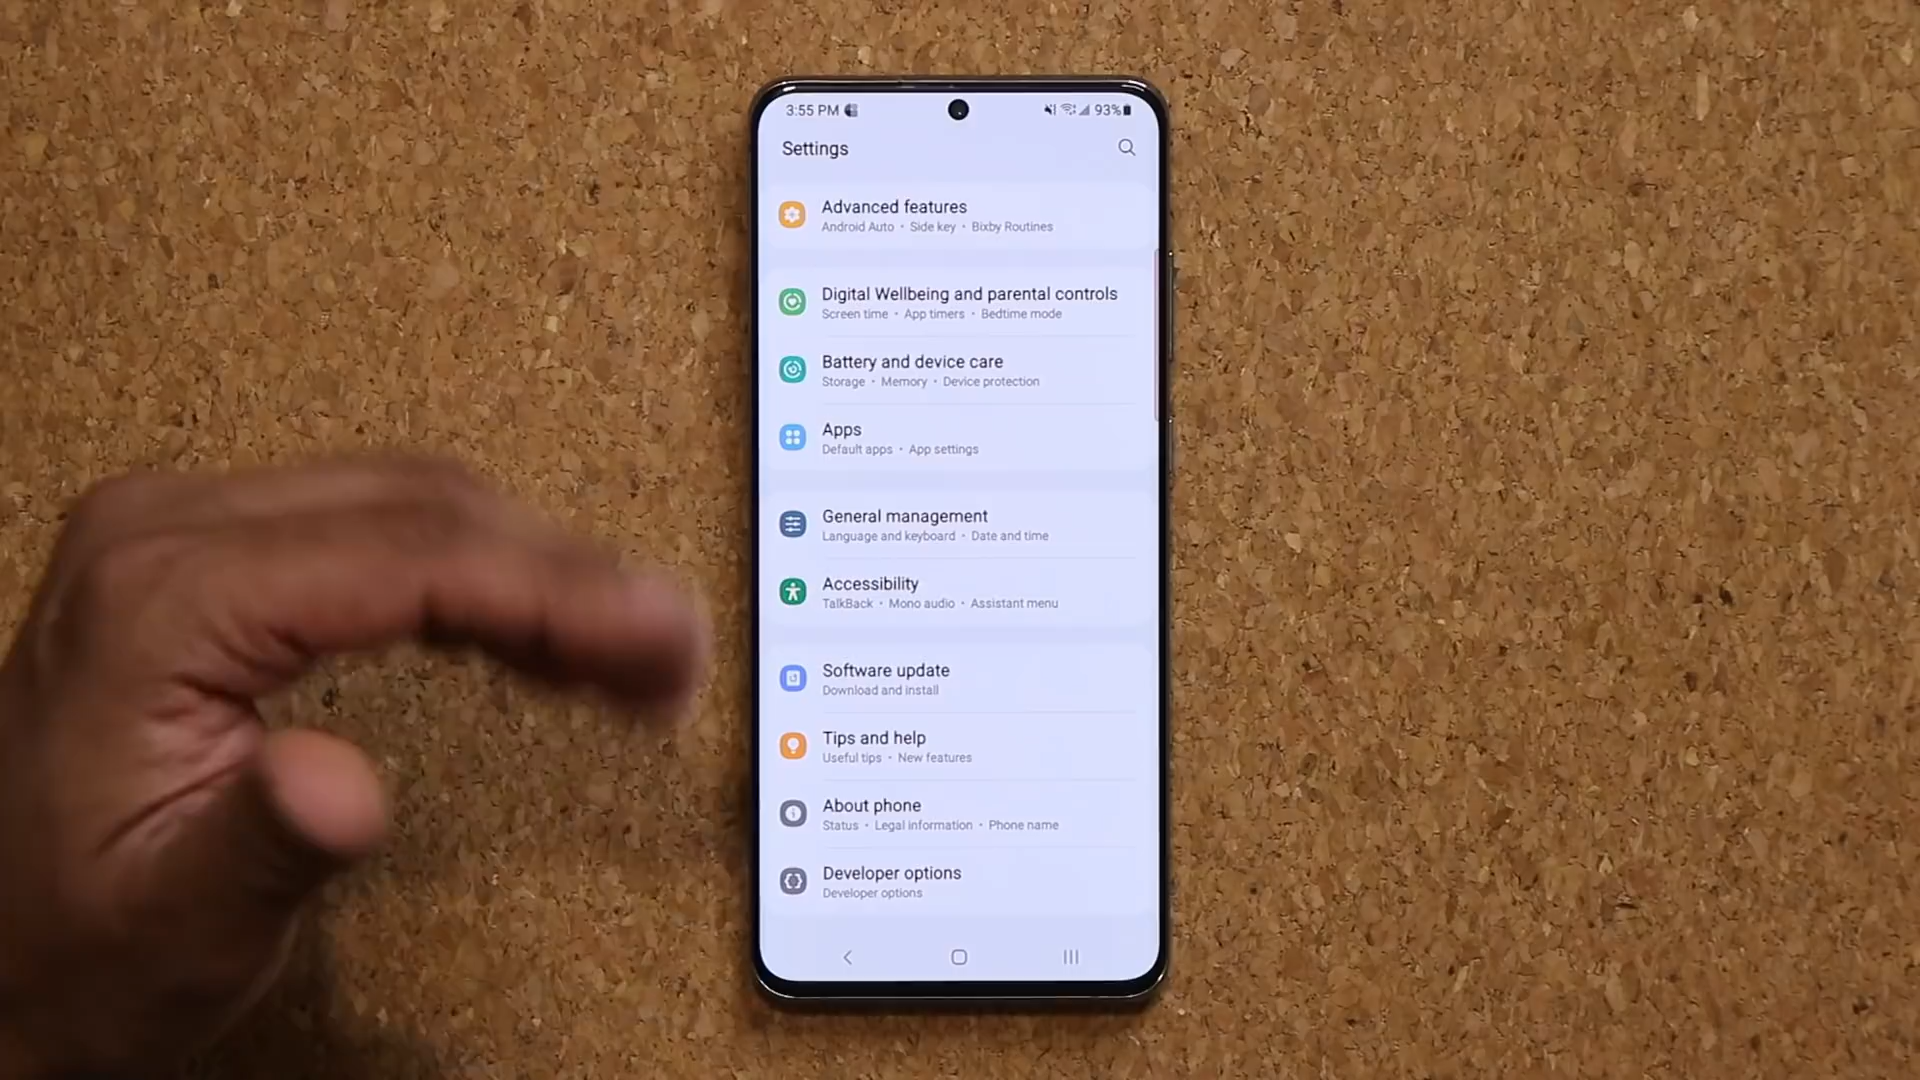 3:55 PM 93%
Settings
Advanced features
Android Auto • Side key • Bixby Routines
Digital Wellbeing and parental controls
Screen time • App timers • Bedtime mode
Battery and device care
Storage • Memory • Device protection
Apps
Default apps • App settings
General management
Language and keyboard • Date and time
Accessibility
TalkBack • Mono audio • Assistant menu
Software update
Download and install
Tips and help
Useful tips • New features
About phone
Status • Legal information • Phone name
Developer options
Developer options